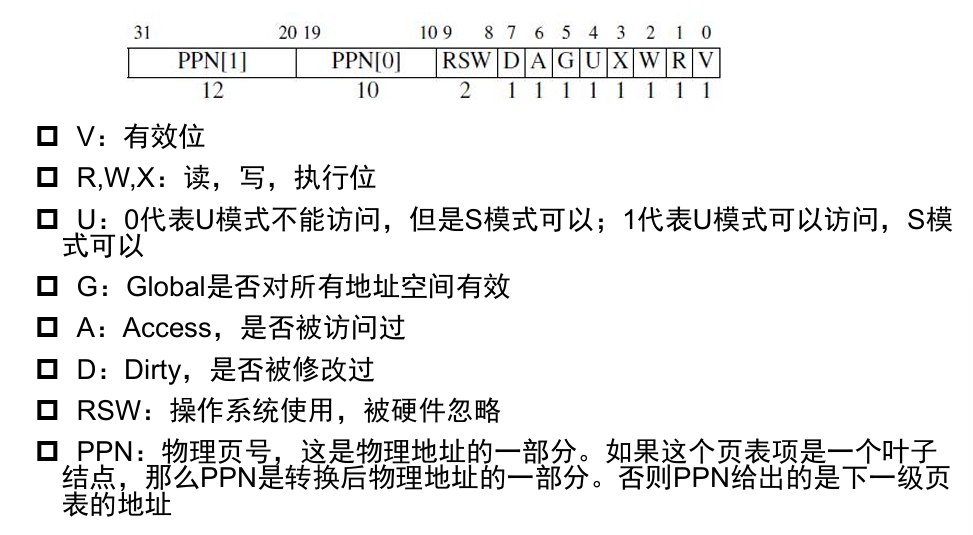 31 20 19 10 9 8 7 6 5 4 3 2 1 0
PPN[1] PPN[0] RSW D A G U X W R V
12 10 2 1 1 1 1 1 1 1 1
V：有效位
R,W,X：读，写，执行位
U：0代表U模式不能访问，但是S模式可以；1代表U模式可以访问，S模
式可以
G：Global是否对所有地址空间有效
A：Access，是否被访问过
D：Dirty，是否被修改过
RSW：操作系统使用，被硬件忽略
PPN：物理页号，这是物理地址的一部分。如果这个页表项是一个叶子
结点，那么PPN是转换后物理地址的一部分。否则PPN给出的是下一级页
表的地址